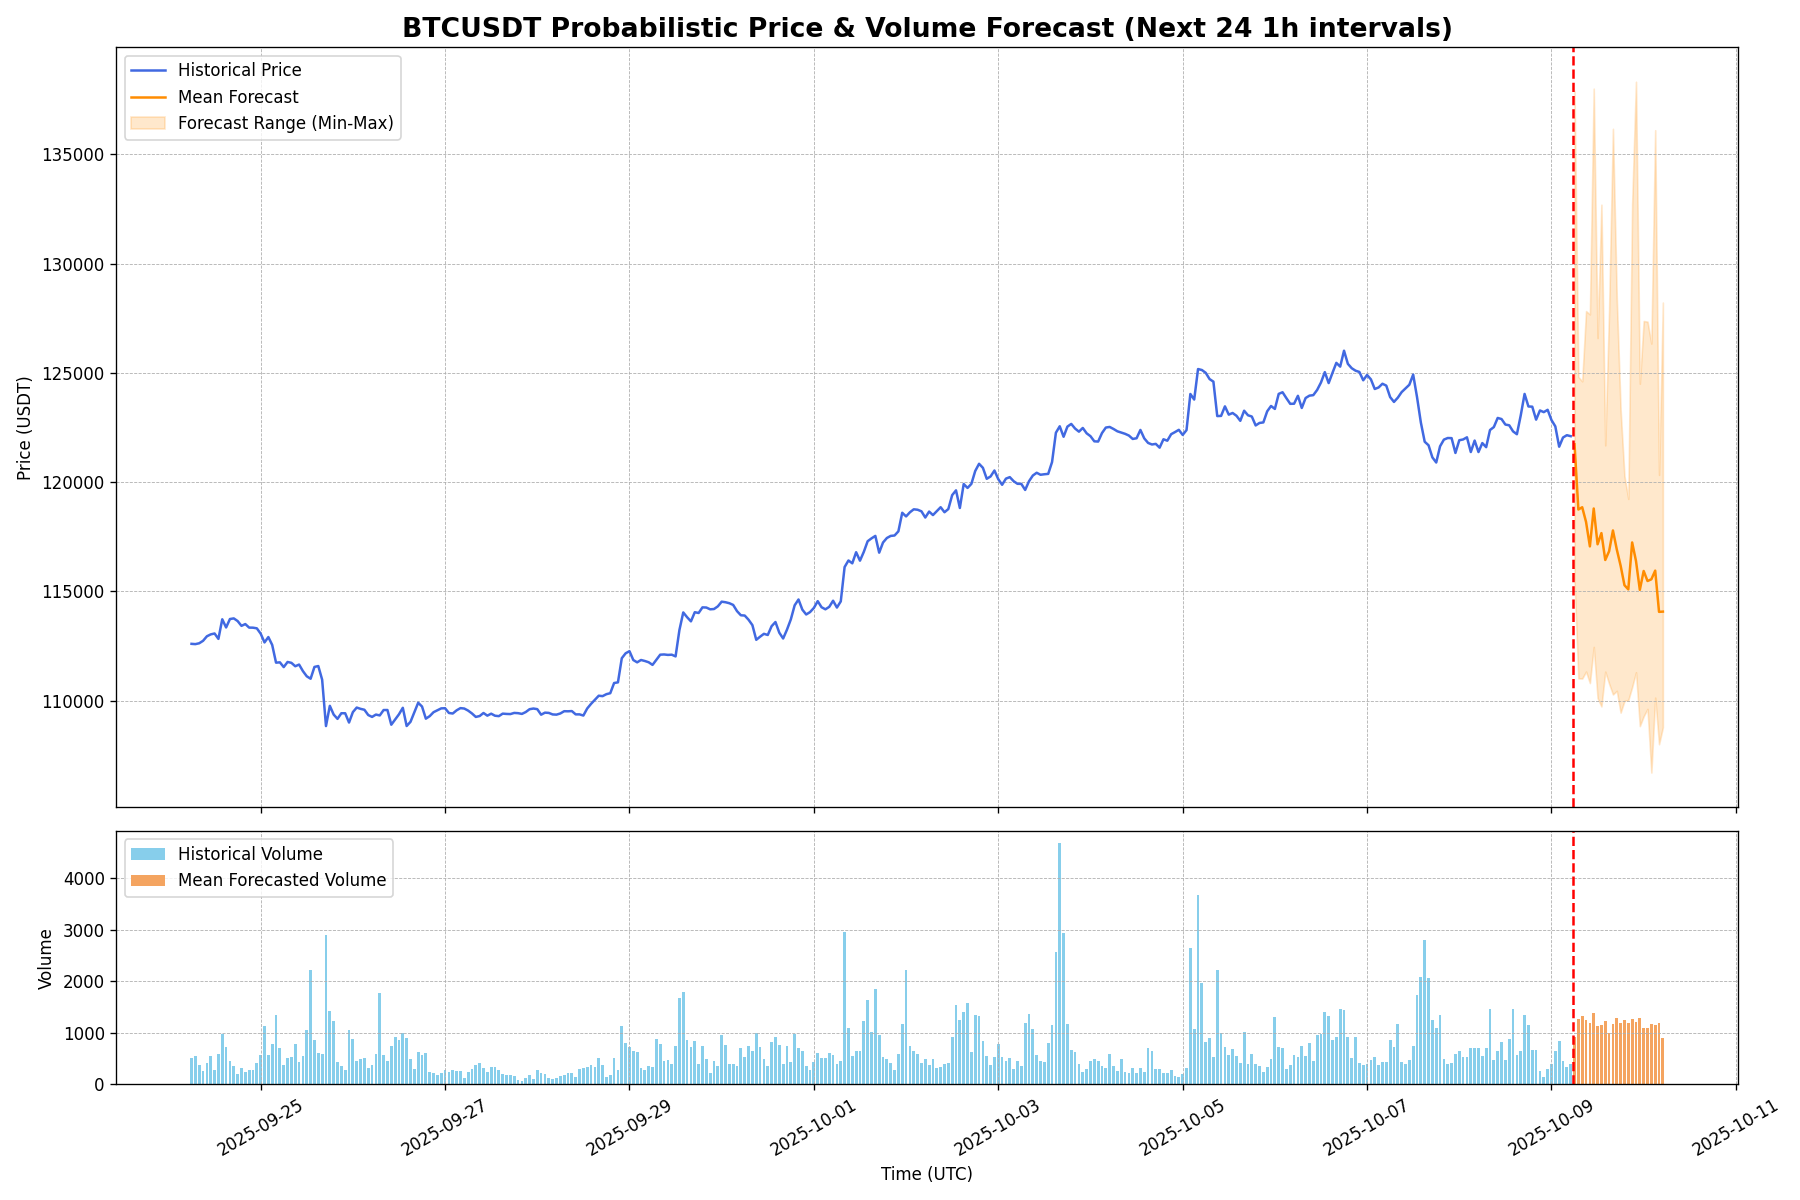 BTCUSDT Probabilistic Price & Volume Forecast (Next 24 1h intervals)
Historical Price
Mean Forecast
Forecast Range (Min-Max)
135000
130000
125000
120000
115000
110000
Price (USDT)
Historical Volume
Mean Forecasted Volume
4000
3000
2000
1000
0
Volume
2025-09-25
2025-09-27
2025-09-29
2025-10-01
2025-10-03
2025-10-05
2025-10-07
2025-10-09
2025-10-11
Time (UTC)